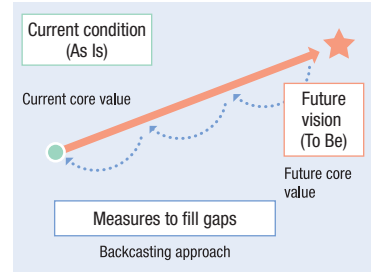 Current condition
(As Is)
Current core value
Future
vision
(To Be)
Future core
value
Measures to fill gaps
Backcasting approach